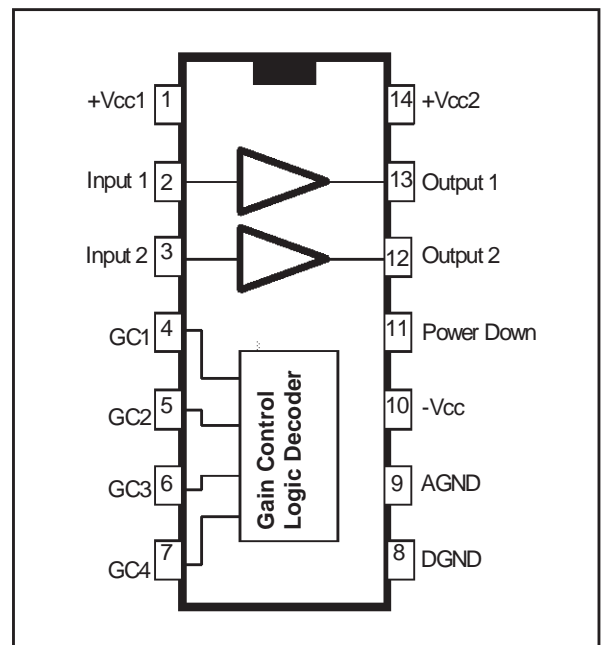 +Vcc1 1 14 +Vcc2
Input 1 2 13 Output 1
Input 2 3 12 Output 2
GC1 4 11 Power Down
GC2 5 10 -Vcc
GC3 6 9 AGND
GC4 7 8 DGND
Gain Control
Logic Decoder